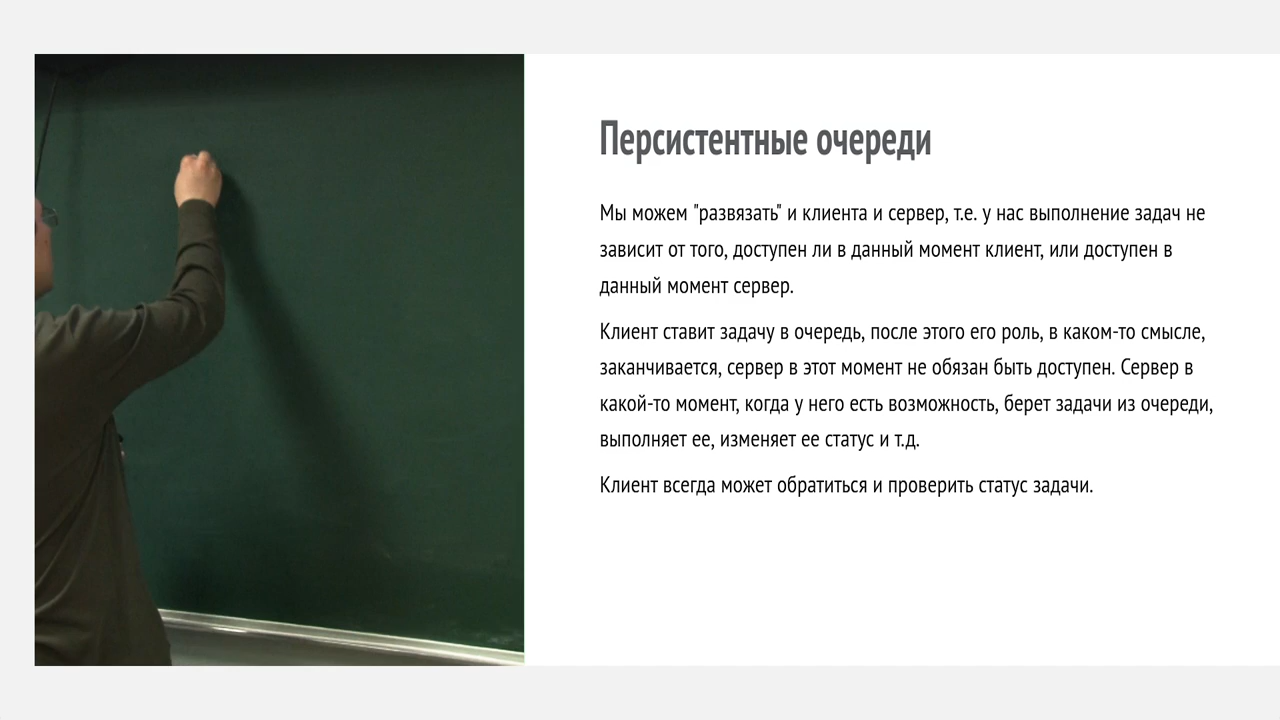 Персистентные очереди
Мы можем "развязать" и клиента и сервер, т.е. у нас выполнение задач не
зависит от того, доступен ли в данный момент клиент, или доступен в
данный момент сервер.
Клиент ставит задачу в очередь, после этого его роль, в каком-то смысле,
заканчивается, сервер в этот момент не обязан быть доступен. Сервер в
какой-то момент, когда у него есть возможность, берет задачи из очереди,
выполняет ее, изменяет ее статус и т.д.
Клиент всегда может обратиться и проверить статус задачи.